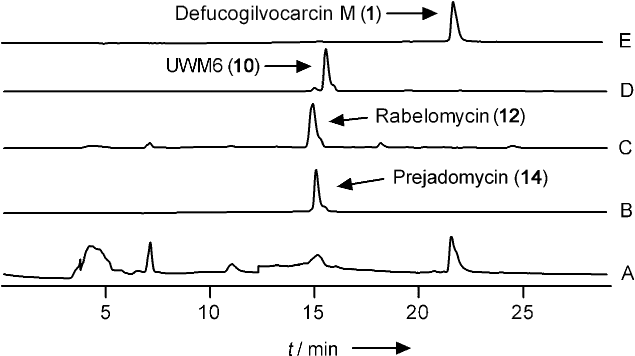 Defucogilvocarcin M (1)
E
UWM6 (10)
D
Rabelomycin (12)
C
Prejadomycin (14)
B
A
5 10 15 20 25
t / min